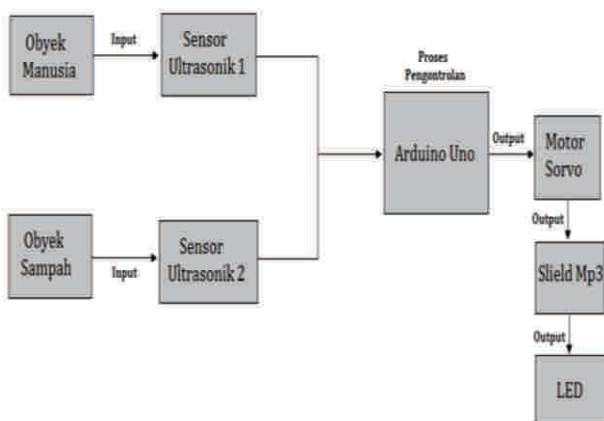 Obyek
Manusia
Input
Sensor
Ultrasonik 1
Proses
Pengontrolan
Arduino Uno
Output
Motor
Sorvo
Obyek
Sampah
Input
Sensor
Ultrasonik 2
Output
Slield Mp3
Output
LED